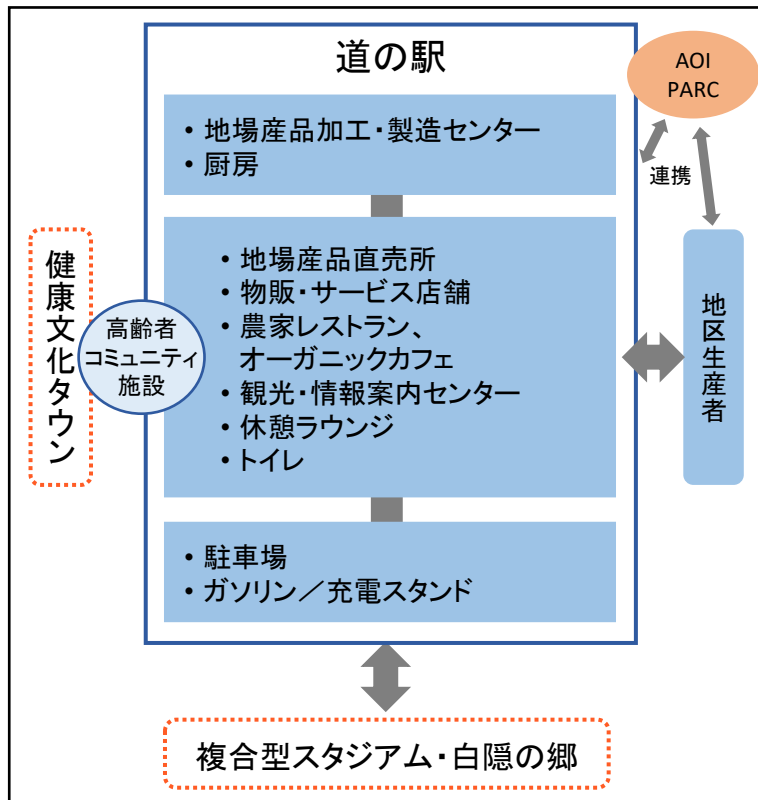 道の駅
AOI
PARC
・地場産品加工・製造センター
・厨房
連携
・地場産品直売所
・物販・サービス店舗
・農家レストラン、
オーガニックカフェ
・観光・情報案内センター
・休憩ラウンジ
・トイレ
健康文化タウン
高齢者
コミュニティ
施設
地区生産者
・駐車場
・ガソリン／充電スタンド
複合型スタジアム・白隠の郷